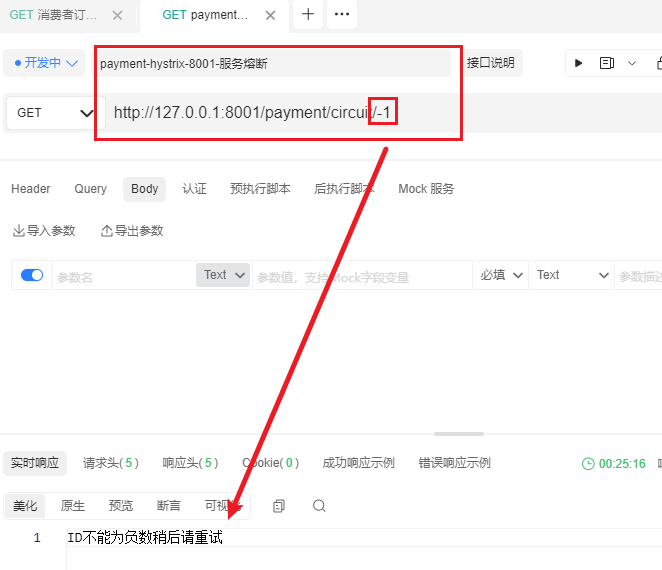 GET 消费者订...
GET payment...
开发中
payment-hystrix-8001-服务熔断
接口说明
GET
http://127.0.0.1:8001/payment/circuit/-1
Header Query Body 认证 预执行脚本 后执行脚本 Mock 服务
导入参数 导出参数
参数名 Text 参数值，支持Mock字段变量 必填 Text 参数描述
实时响应 请求头(5) 响应头(5) Cookie(0) 成功响应示例 错误响应示例 00:25:16
美化 原生 预览 断言 可视
1 ID不能为负数稍后请重试